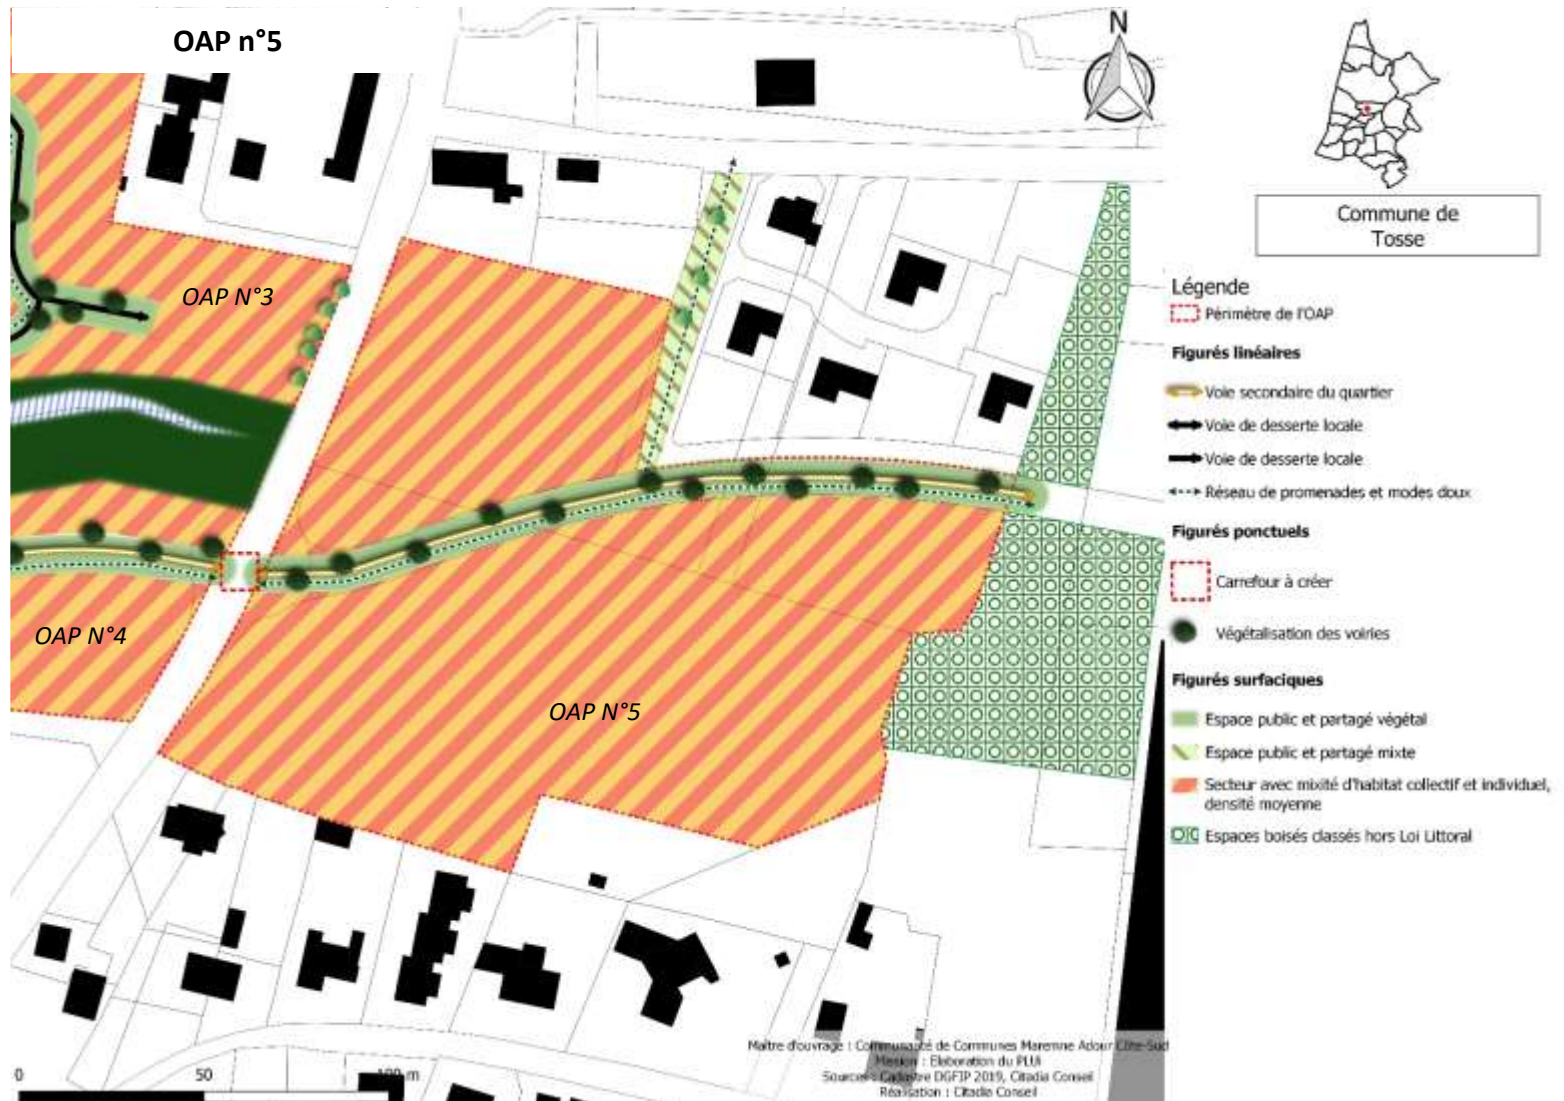 OAP n°5
N
Commune de
Tosse
OAP N°3
OAP N°4
OAP N°5
Légende
Périmètre de l'OAP
Figurés linéaires
Voie secondaire du quartier
Voie de desserte locale
Voie de desserte locale
Réseau de promenades et modes doux
Figurés ponctuels
Carrefour à créer
Végétalisation des voiries
Figurés surfaciques
Espace public et partagé végétal
Espace public et partagé mixte
Secteur avec mixité d'habitat collectif et individuel,
densité moyenne
Espaces boisés classés hors Loi Littoral
Maître d'ouvrage : Communauté de Communes Maremne Adour Côte-Sud
Mission : Elaboration du PLUi
Sources : Cadastre DGFIP 2019, Citadia Conseil
Réalisation : Citadia Conseil
0 50 100 m